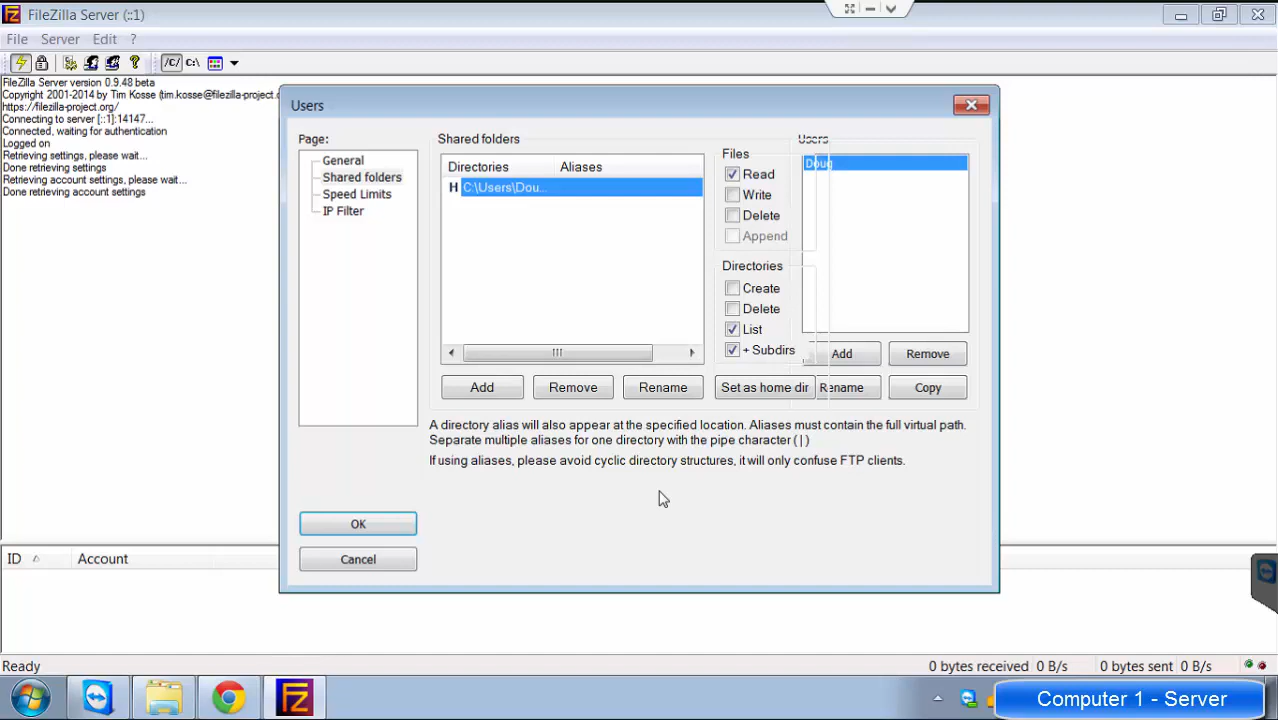 FileZilla Server (::1)
File Server Edit ?
/C/ C:\
FileZilla Server version 0.9.48 beta
Copyright 2001-2014 by Tim Kosse (tim.kosse@filezilla-project.
https://filezilla-project.org/
Connecting to server [::1]:14147...
Connected, waiting for authentication
Logged on
Retrieving settings, please wait...
Done retrieving settings
Retrieving account settings, please wait...
Done retrieving account settings
Users
Page:
General
Shared folders
Speed Limits
IP Filter
Shared folders
Directories Aliases
H C:\Users\Dou...
Files
Read
Write
Delete
Append
Directories
Create
Delete
List
+ Subdirs
Users
Doug
Add Remove
Rename Copy
Add Remove Rename Set as home dir
A directory alias will also appear at the specified location. Aliases must contain the full virtual path.
Separate multiple aliases for one directory with the pipe character ( | )
If using aliases, please avoid cyclic directory structures, it will only confuse FTP clients.
OK
Cancel
ID Account
Ready 0 bytes received 0 B/s 0 bytes sent 0 B/s
Computer 1 - Server